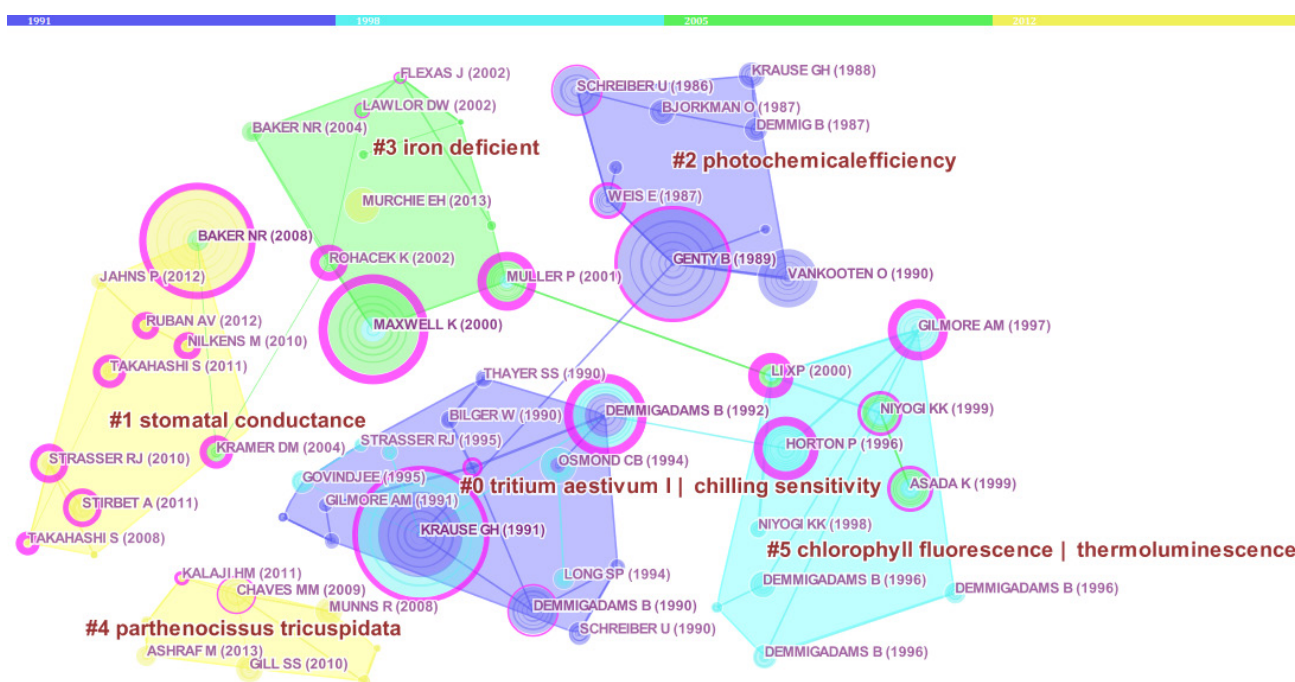 1991
1998
2005
2012
FLEXAS J (2002)
LAWLOR DW (2002)
BAKER NR (2004)
#3 iron deficient
MURCHIE EH (2013)
BAKER NR (2008)
ROHACEK K (2002)
MULLER P (2001)
MAXWELL K (2000)
SCHREIBER U (1986)
KRAUSE GH (1988)
BJORKMAN O (1987)
DEMMIG B (1987)
#2 photochemicalefficiency
WEIS E (1987)
GENTY B (1989)
VANKOOTEN O (1990)
JAHNS P (2012)
RUBAN AV (2012)
NILKENS M (2010)
TAKAHASHI S (2011)
#1 stomatal conductance
KRAMER DM (2004)
STRASSER RJ (2010)
STIRBET A (2011)
TAKAHASHI S (2008)
THAYER SS (1990)
BILGER W (1990)
DEMMIGADAMS B (1992)
STRASSER RJ (1995)
OSMOND CB (1994)
GOVINDJEE (1995)
#0 tritium aestivum l | chilling sensitivity
GILMORE AM (1991)
KRAUSE GH (1991)
LONG SP (1994)
DEMMIGADAMS B (1990)
SCHREIBER U (1990)
GILMORE AM (1997)
LI XP (2000)
NIYOGI KK (1999)
HORTON P (1996)
ASADA K (1999)
NIYOGI KK (1998)
#5 chlorophyll fluorescence | thermoluminescence
DEMMIGADAMS B (1996)
DEMMIGADAMS B (1996)
DEMMIGADAMS B (1996)
KALAJI HM (2011)
CHAVES MM (2009)
MUNNS R (2008)
#4 parthenocissus tricuspidata
ASHRAF M (2013)
GILL SS (2010)